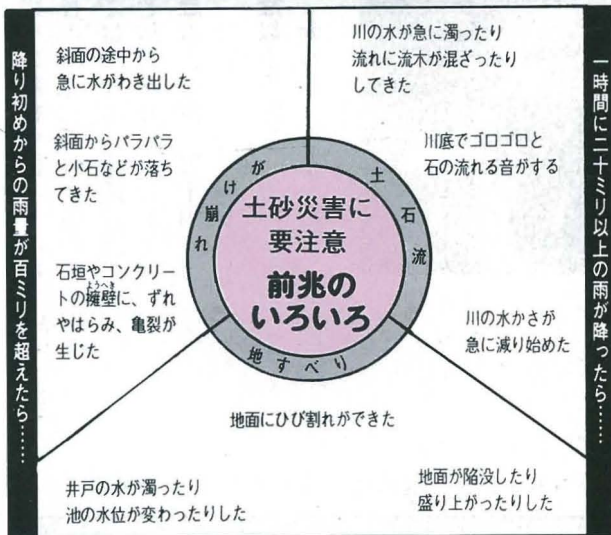 一時間に二十ミリ以上の雨が降ったら……
川の水が急に濁ったり
流れに流木が混ざったり
してきた
川底でゴロゴロと
石の流れる音がする
川の水かさが
急に減り始めた
土石流
土砂災害に
要注意
前兆の
いろいろ
がけ崩れ
斜面の途中から
急に水がわき出した
斜面からパラパラ
と小石などが落ち
てきた
石垣やコンクリー
トの擁壁に、ずれ
ようへき
やはらみ、亀裂が
生じた
地すべり
地面にひび割れができた
井戸の水が濁ったり
池の水位が変わったりした
地面が陥没したり
盛り上がったりした
降り初めからの雨量が百ミリを超えたら……